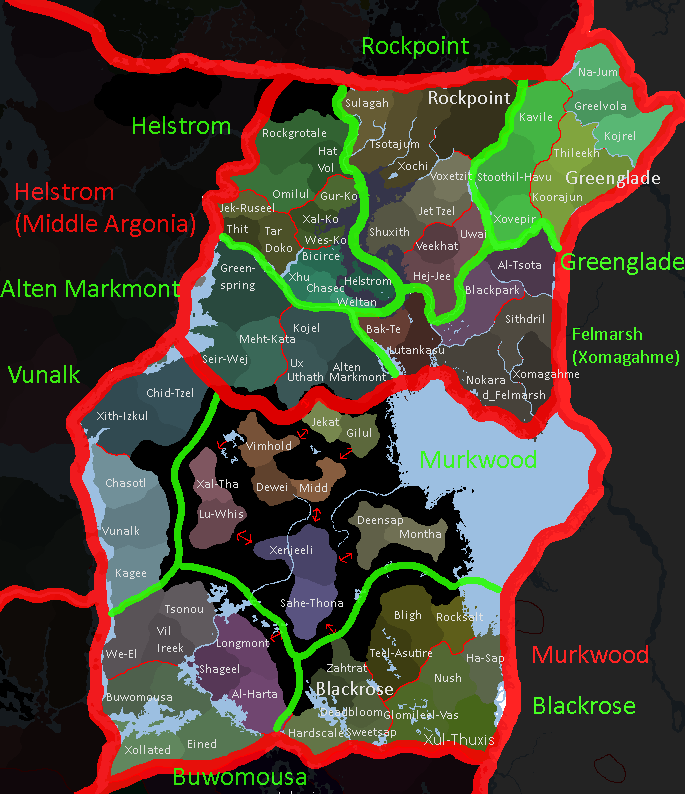 Rockpoint
Na-Jum
Sulagah
Rockpoint
Greelvola
Kavile
Helstrom
Rockgrotale
Tsotajum
Kojrel
Hat
Vol
Thileekh
Xochi
Voxetzit
Stoothil-Havu
Greenglade
Helstrom
(Middle Argonia)
Omilul
Gur-Ko
Koorajun
Jek-Ruseel
Jet Tzel
Xal-Ko
Xovepir
Thit
Tar
Doko
Shuxith
Uwai
Wes-Ko
Veekhat
Bicirce
Greenglade
Al-Tsota
Green-
spring
Xhu
Helstrom
Hej-Jee
Chasec
Blackpark
Alten Markmont
Weltan
Sithdril
Kojel
Bak-Te
Meht-Kata
Felmarsh
(Xomagahme)
Lutankasu
Seir-Wej
Ux
Uthath
Alten
Markmont
Xomagahme
Vunalk
Nokara
d_Felmarsh
Chid-Tzel
Xith-Izkul
Jekat
Gilul
Vimhold
Murkwood
Chasotl
Xal-Tha
Dewei
Midd
Lu-Whis
Deensap
Vunalk
Montha
Xenjeeli
Kagee
Sahe-Thona
Tsonou
Bligh
Rocksalt
Vil
Ireek
Longmont
We-El
Teel-Asutire
Murkwood
Ha-Sap
Shageel
Zahtrat
Nush
Buwomousa
Al-Harta
Blackrose
Blackrose
Deadbloom
Glomileel-Vas
Hardscale
Sweetsap
Xul-Thuxis
Xollated
Eined
Buwomousa